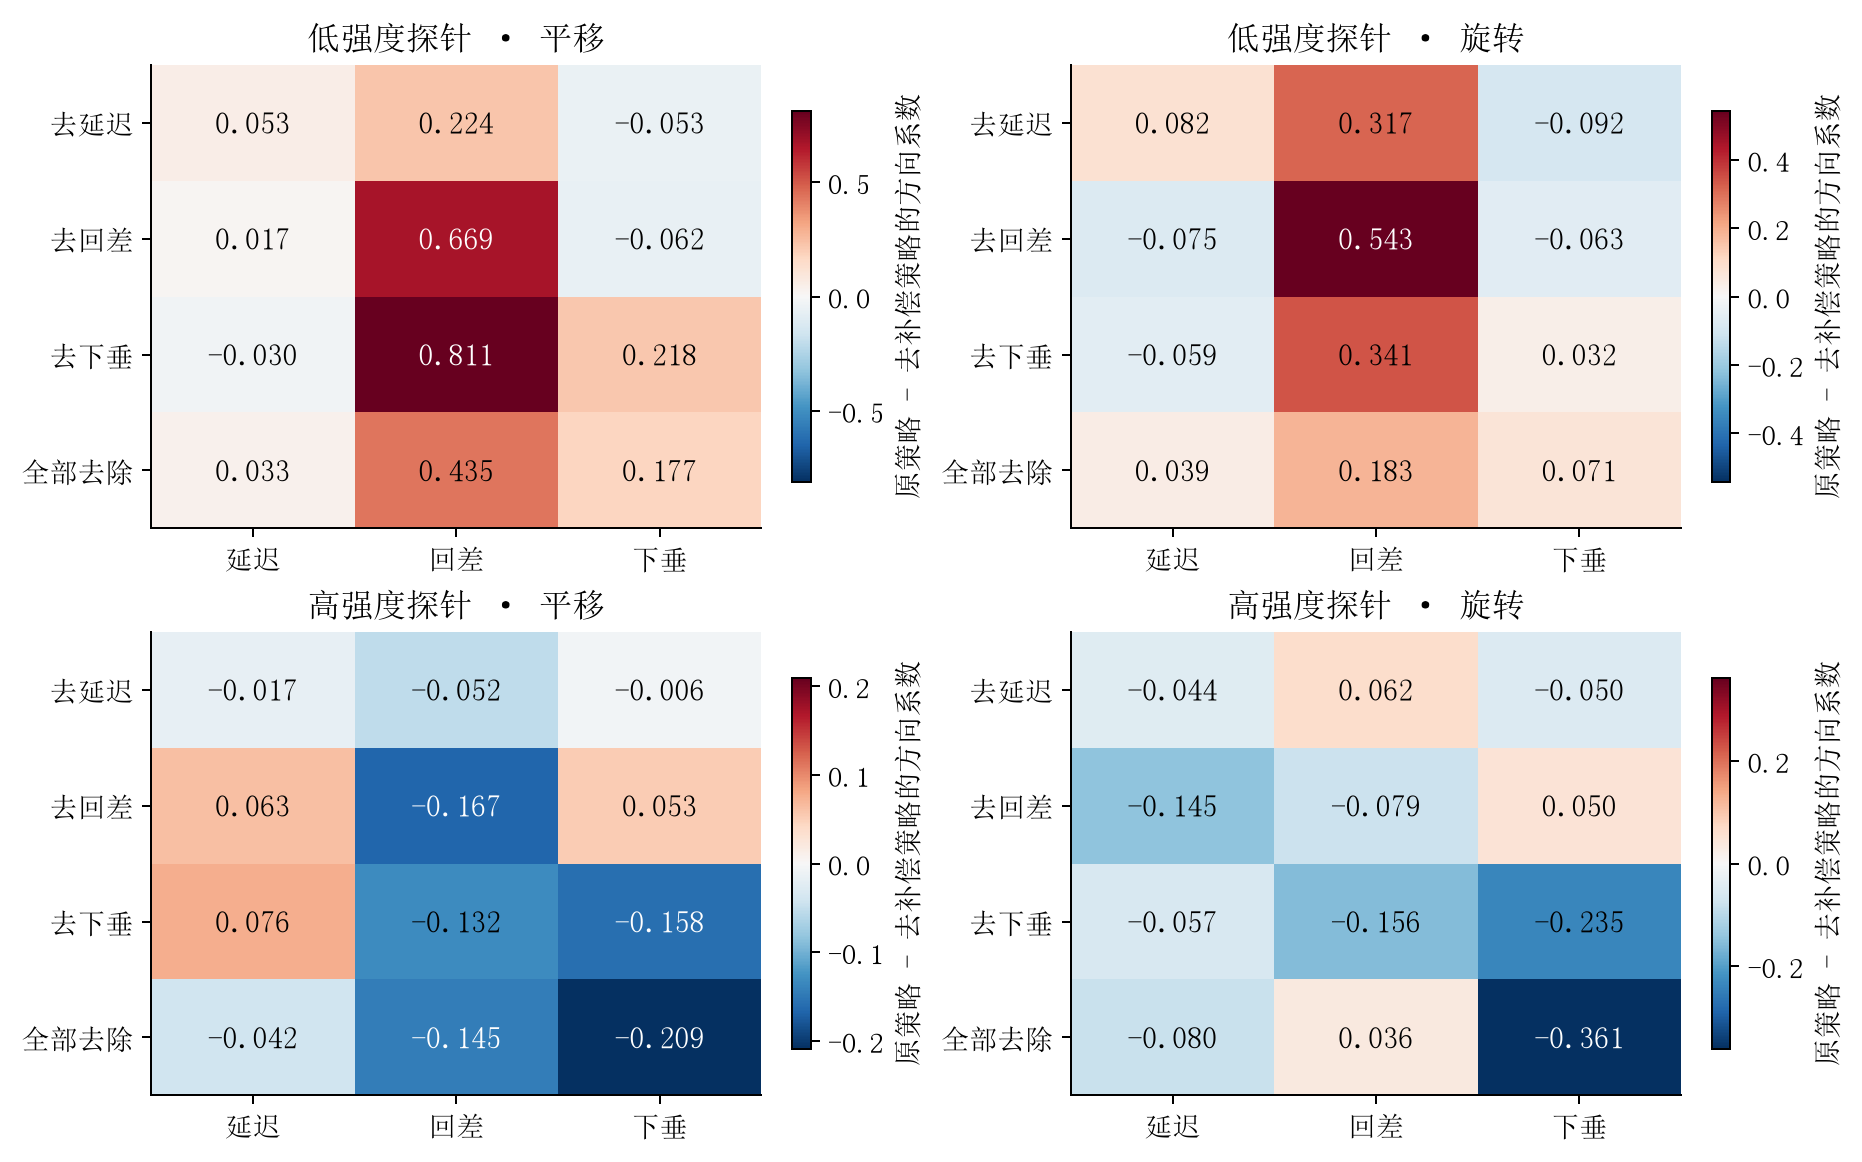 低强度探针 · 平移
去延迟 0.053 0.224 -0.053
去回差 0.017 0.669 -0.062
去下垂 -0.030 0.811 0.218
全部去除 0.033 0.435 0.177
延迟 回差 下垂
0.5
0.0
-0.5
原策略 - 去补偿策略的方向系数
低强度探针 · 旋转
去延迟 0.082 0.317 -0.092
去回差 -0.075 0.543 -0.063
去下垂 -0.059 0.341 0.032
全部去除 0.039 0.183 0.071
延迟 回差 下垂
0.4
0.2
0.0
-0.2
-0.4
原策略 - 去补偿策略的方向系数
高强度探针 · 平移
去延迟 -0.017 -0.052 -0.006
去回差 0.063 -0.167 0.053
去下垂 0.076 -0.132 -0.158
全部去除 -0.042 -0.145 -0.209
延迟 回差 下垂
0.2
0.1
0.0
-0.1
-0.2
原策略 - 去补偿策略的方向系数
高强度探针 · 旋转
去延迟 -0.044 0.062 -0.050
去回差 -0.145 -0.079 0.050
去下垂 -0.057 -0.156 -0.235
全部去除 -0.080 0.036 -0.361
延迟 回差 下垂
0.2
0.0
-0.2
原策略 - 去补偿策略的方向系数